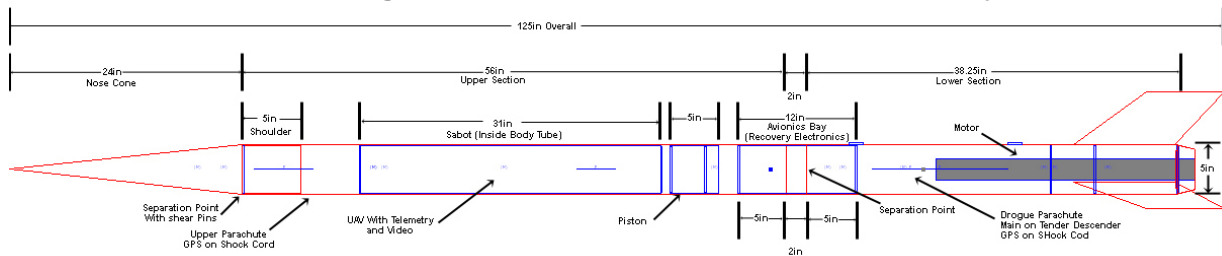 125in Overall
24in
Nose Cone
56in
Upper Section
38.25in
Lower Section
2in
5in
Shoulder
31in
Sabot (Inside Body Tube)
5in
12in
Avionics Bay
(Recovery Electronics)
Motor
5in
Separation Point
With shear Pins
Upper Parachute
GPS on Shock Cord
UAV With Telemetry
and Video
Piston
5in
5in
2in
Separation Point
Drogue Parachute
Main on Tender Descender
GPS on SHock Cod